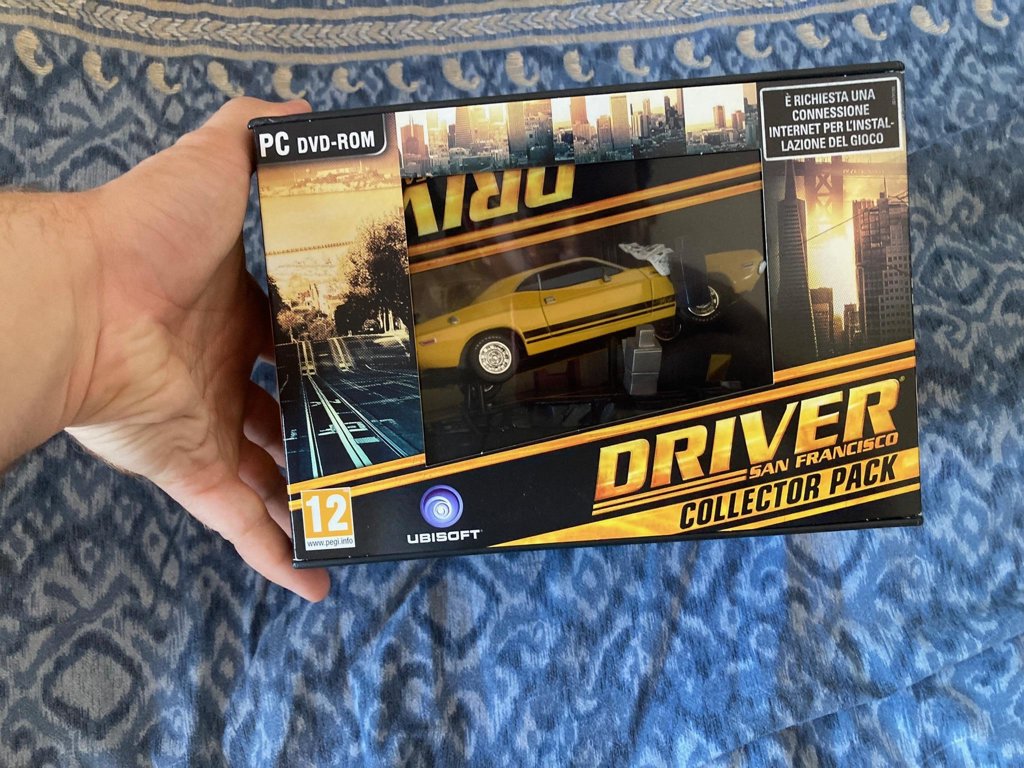 PC DVD-ROM
È RICHIESTA UNA
CONNESSIONE
INTERNET PER L'INSTAL-
LAZIONE DEL GIOCO
DRIV
DRIVER
SAN FRANCISCO
COLLECTOR PACK
12
www.pegi.info
UBISOFT